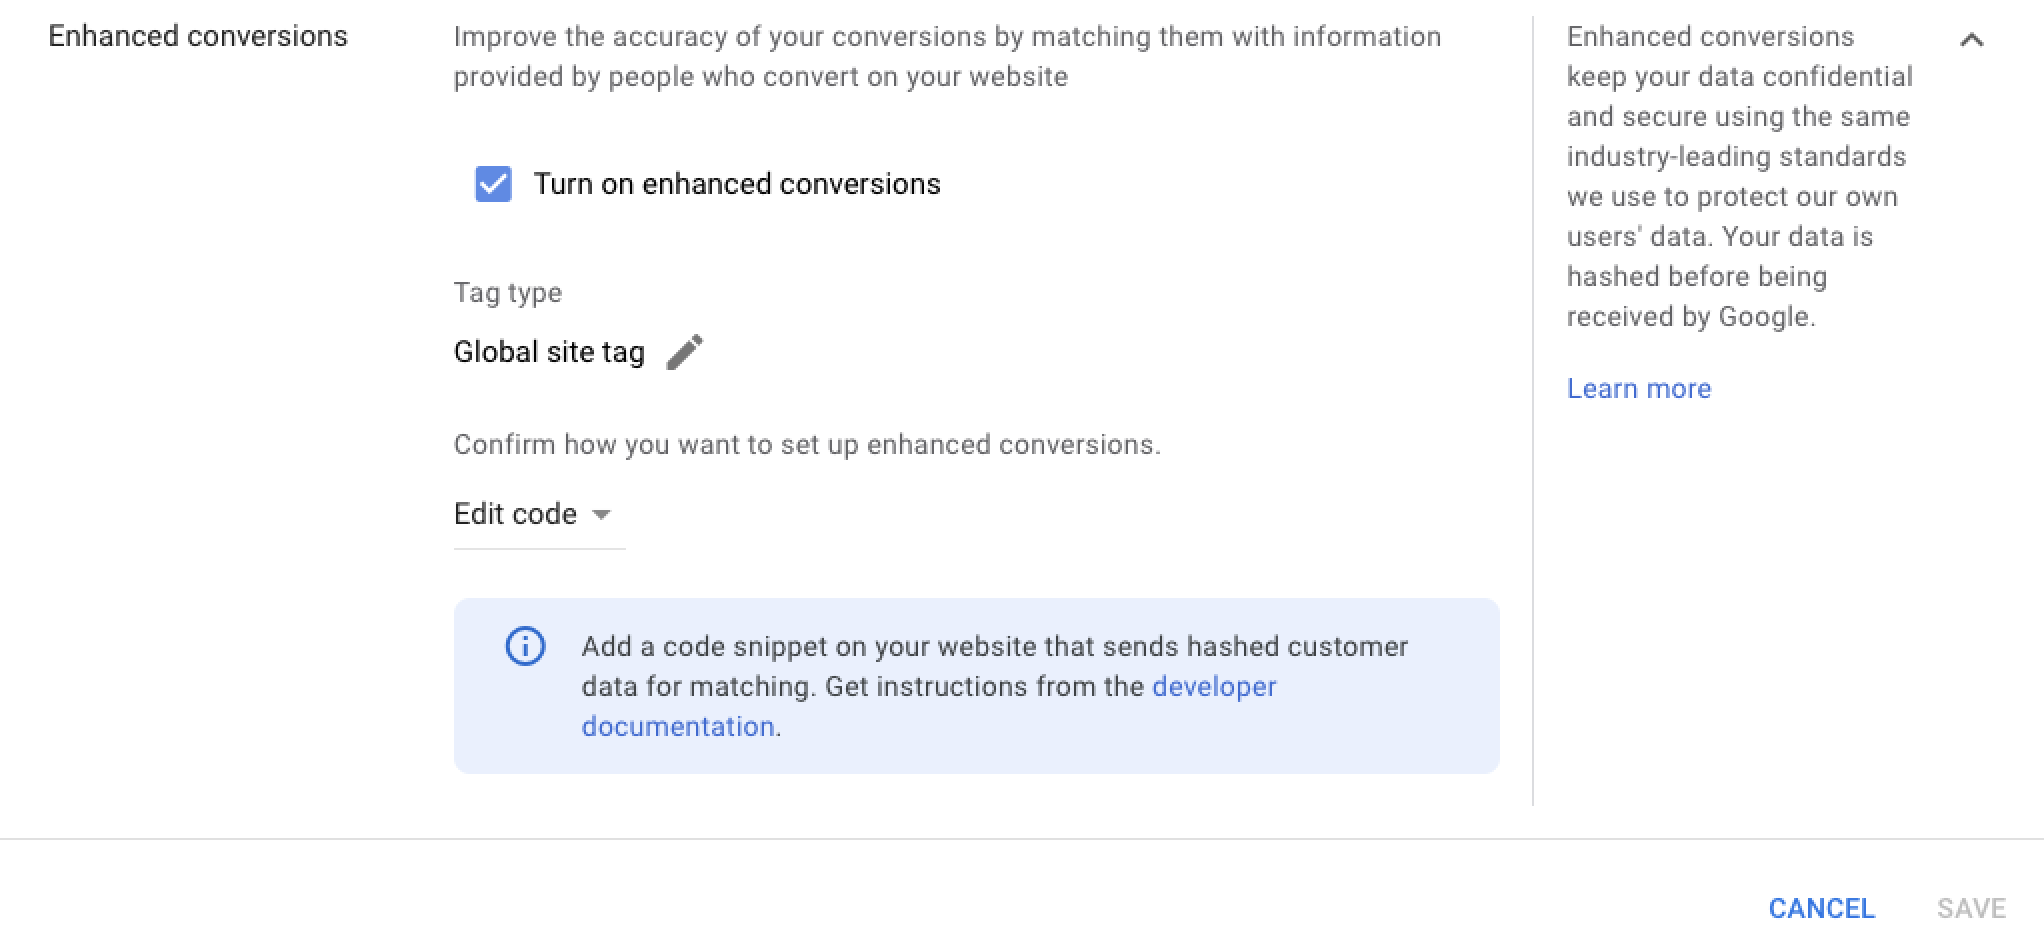 Enhanced conversions
Improve the accuracy of your conversions by matching them with information
provided by people who convert on your website
Turn on enhanced conversions
Tag type
Global site tag
Confirm how you want to set up enhanced conversions.
Edit code
Add a code snippet on your website that sends hashed customer
data for matching. Get instructions from the developer
documentation.
Enhanced conversions
keep your data confidential
and secure using the same
industry-leading standards
we use to protect our own
users' data. Your data is
hashed before being
received by Google.
Learn more
CANCEL
SAVE